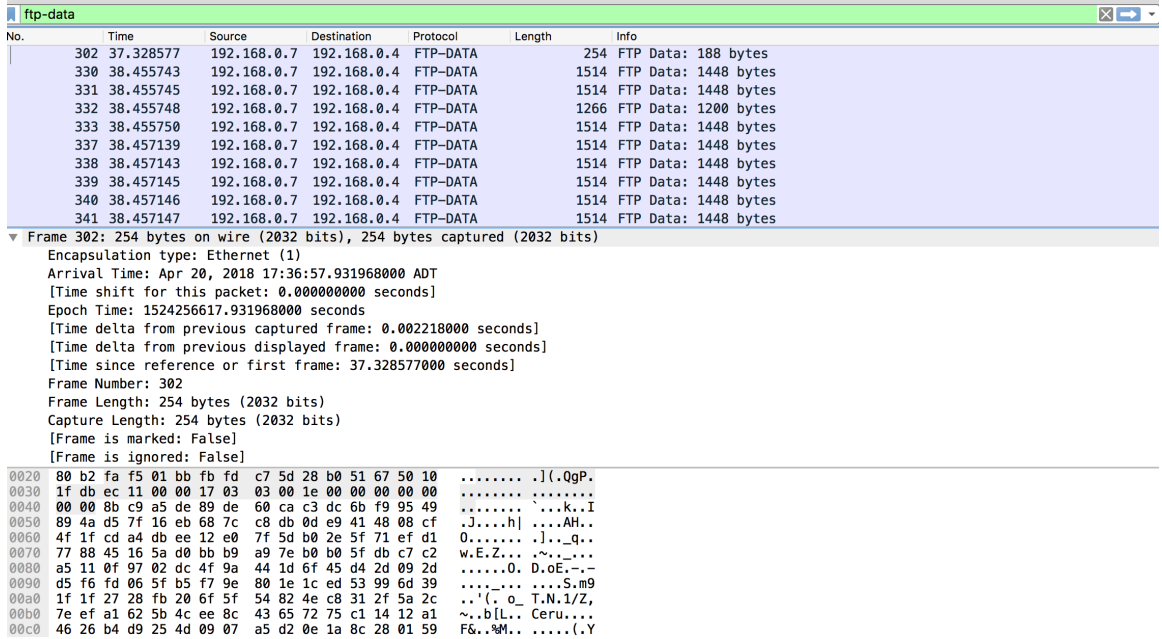 ftp-data
No. Time Source Destination Protocol Length Info
302 37.328577 192.168.0.7 192.168.0.4 FTP-DATA 254 FTP Data: 188 bytes
330 38.455743 192.168.0.7 192.168.0.4 FTP-DATA 1514 FTP Data: 1448 bytes
331 38.455745 192.168.0.7 192.168.0.4 FTP-DATA 1514 FTP Data: 1448 bytes
332 38.455748 192.168.0.7 192.168.0.4 FTP-DATA 1266 FTP Data: 1200 bytes
333 38.455750 192.168.0.7 192.168.0.4 FTP-DATA 1514 FTP Data: 1448 bytes
337 38.457139 192.168.0.7 192.168.0.4 FTP-DATA 1514 FTP Data: 1448 bytes
338 38.457143 192.168.0.7 192.168.0.4 FTP-DATA 1514 FTP Data: 1448 bytes
339 38.457145 192.168.0.7 192.168.0.4 FTP-DATA 1514 FTP Data: 1448 bytes
340 38.457146 192.168.0.7 192.168.0.4 FTP-DATA 1514 FTP Data: 1448 bytes
341 38.457147 192.168.0.7 192.168.0.4 FTP-DATA 1514 FTP Data: 1448 bytes
Frame 302: 254 bytes on wire (2032 bits), 254 bytes captured (2032 bits)
Encapsulation type: Ethernet (1)
Arrival Time: Apr 20, 2018 17:36:57.931968000 ADT
[Time shift for this packet: 0.000000000 seconds]
Epoch Time: 1524256617.931968000 seconds
[Time delta from previous captured frame: 0.002218000 seconds]
[Time delta from previous displayed frame: 0.000000000 seconds]
[Time since reference or first frame: 37.328577000 seconds]
Frame Number: 302
Frame Length: 254 bytes (2032 bits)
Capture Length: 254 bytes (2032 bits)
[Frame is marked: False]
[Frame is ignored: False]
0020 80 b2 fa f5 01 bb fb fd c7 5d 28 b0 51 67 50 10 ........ .](.QgP.
0030 1f db ec 11 00 00 17 03 03 00 1e 00 00 00 00 00 ........ ........
0040 00 00 8b c9 a5 de 89 de 60 ca c3 dc 6b f9 95 49 ........ `...k..I
0050 89 4a d5 7f 16 eb 68 7c c8 db 0d e9 41 48 08 cf .J....h| ....AH..
0060 4f 1f cd a4 db ee 12 e0 7f 5d b0 2e 5f 71 ef d1 O....... .].._q..
0070 77 88 45 16 5a d0 bb b9 a9 7e b0 b0 5f db c7 c2 w.E.Z... .~.._...
0080 a5 11 0f 97 02 dc 4f 9a 44 1d 6f 45 d4 2d 09 2d ......O. D.oE.-.-
0090 d5 f6 fd 06 5f b5 f7 9e 80 1e 1c ed 53 99 6d 39 ...._... ....S.m9
00a0 1f 1f 27 28 fb 20 6f 5f 54 82 4e c8 31 2f 5a 2c ..'(. o_ T.N.1/Z,
00b0 7e ef a1 62 5b 4c ee 8c 43 65 72 75 c1 14 12 a1 ~..b[L.. Ceru....
00c0 46 26 b4 d9 25 4d 09 07 a5 d2 0e 1a 8c 28 01 59 F&..%M.. .....(.Y